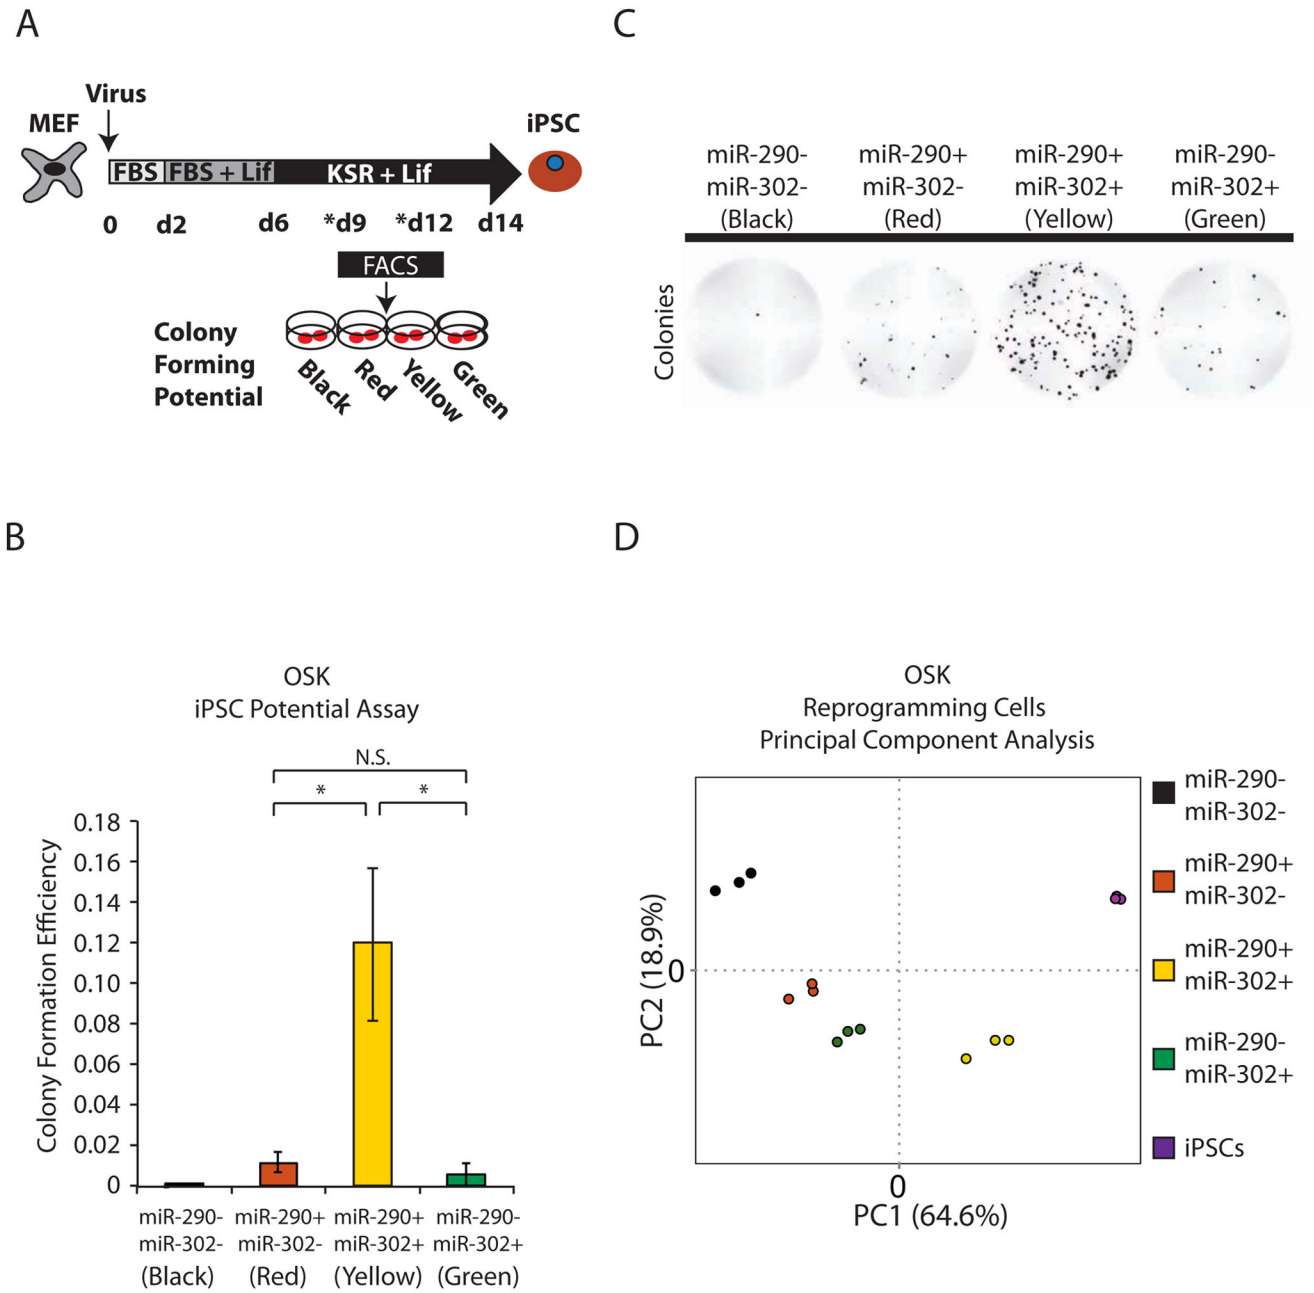 A
Virus
MEF
iPSC
FBS
FBS + Lif
KSR + Lif
0
d2
d6
*d9
*d12
d14
FACS
Colony
Forming
Potential
Black
Red
Yellow
Green
C
miR-290-
miR-302-
(Black)
miR-290+
miR-302-
(Red)
miR-290+
miR-302+
(Yellow)
miR-290-
miR-302+
(Green)
Colonies
B
OSK
iPSC Potential Assay
N.S.
*
*
Colony Formation Efficiency
0.18
0.16
0.14
0.12
0.10
0.08
0.06
0.04
0.02
0
miR-290-
miR-302-
(Black)
miR-290+
miR-302-
(Red)
miR-290+
miR-302+
(Yellow)
miR-290-
miR-302+
(Green)
D
OSK
Reprogramming Cells
Principal Component Analysis
PC2 (18.9%)
0
0
PC1 (64.6%)
miR-290-
miR-302-
miR-290+
miR-302-
miR-290+
miR-302+
miR-290-
miR-302+
iPSCs